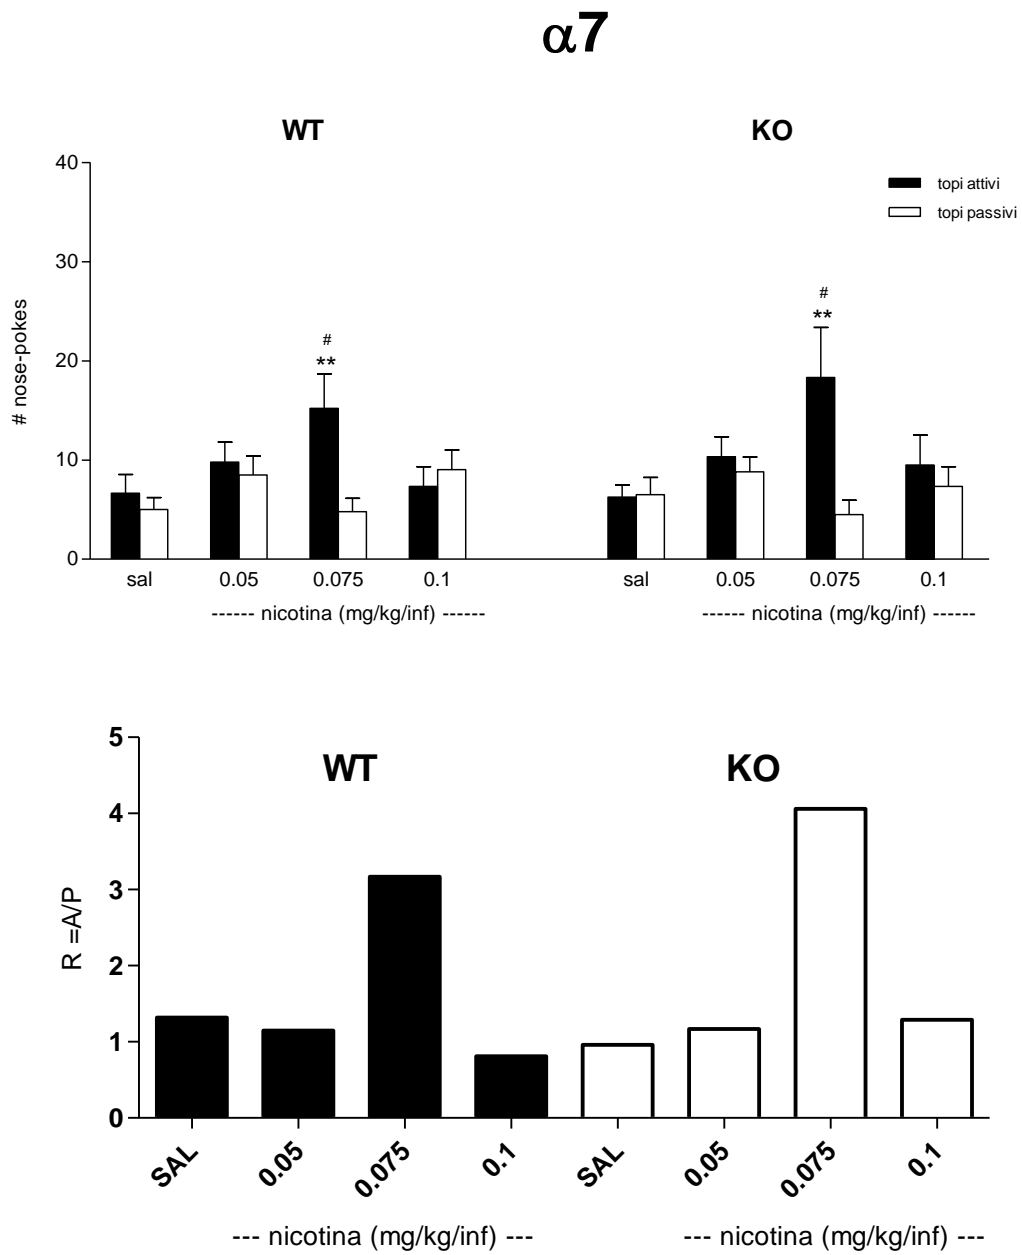 α7
WT
KO
40
30
20
10
0
# nose-pokes
topi attivi
topi passivi
#
**
#
**
sal 0.05 0.075 0.1
sal 0.05 0.075 0.1
------ nicotina (mg/kg/inf) ------
------ nicotina (mg/kg/inf) ------
WT
KO
5
4
3
2
1
0
R =A/P
SAL 0.05 0.075 0.1 SAL 0.05 0.075 0.1
--- nicotina (mg/kg/inf) ---
--- nicotina (mg/kg/inf) ---